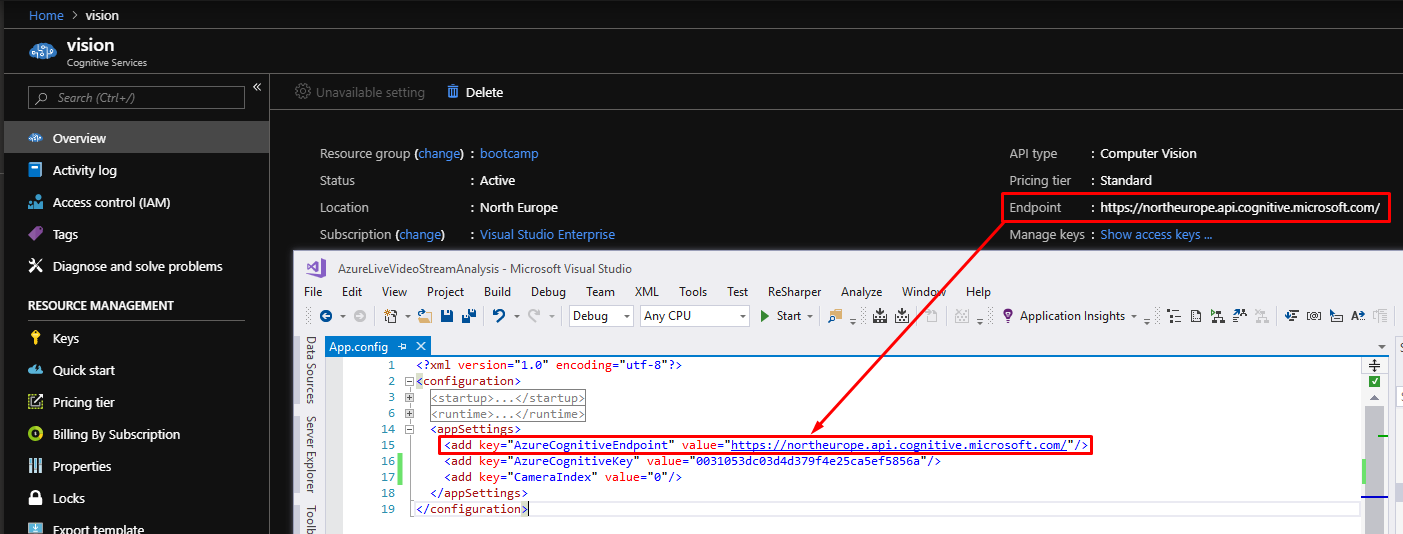 Home > vision
vision
Cognitive Services
Search (Ctrl+/)
«
Overview
Activity log
Access control (IAM)
Tags
Diagnose and solve problems
RESOURCE MANAGEMENT
Keys
Quick start
Pricing tier
Billing By Subscription
Properties
Locks
Export template
Unavailable setting Delete
Resource group (change) : bootcamp
Status : Active
Location : North Europe
Subscription (change) : Visual Studio Enterprise
API type : Computer Vision
Pricing tier : Standard
Endpoint : https://northeurope.api.cognitive.microsoft.com/
Manage keys : Show access keys ...
AzureLiveVideoStreamAnalysis - Microsoft Visual Studio
File Edit View Project Build Debug Team XML Tools Test ReSharper Analyze Window Help
Debug Any CPU Start Application Insights
Data Sources
Server Explorer
App.config
1 <?xml version="1.0" encoding="utf-8"?>
2 <configuration>
3 <startup>...</startup>
6 <runtime>...</runtime>
14 <appSettings>
15 <add key="AzureCognitiveEndpoint" value="https://northeurope.api.cognitive.microsoft.com/"/>
16 <add key="AzureCognitiveKey" value="0031053dc03d4d379f4e25ca5ef5856a"/>
17 <add key="CameraIndex" value="0"/>
18 </appSettings>
19 </configuration>